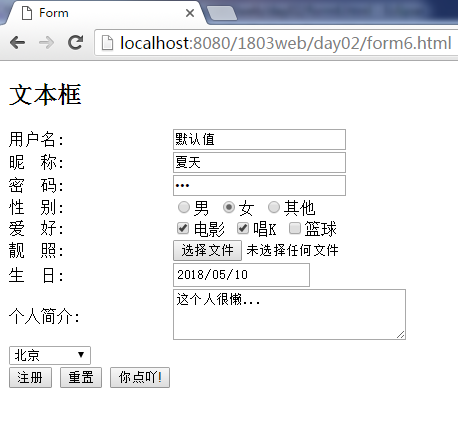 Form
localhost:8080/1803web/day02/form6.html
文本框
用户名: 默认值
昵 称: 夏天
密 码: •••
性 别: 男 女 其他
爱 好: 电影 唱K 篮球
靓 照: 选择文件 未选择任何文件
生 日: 2018/05/10
个人简介: 这个人很懒...
北京
注册 重置 你点吖!